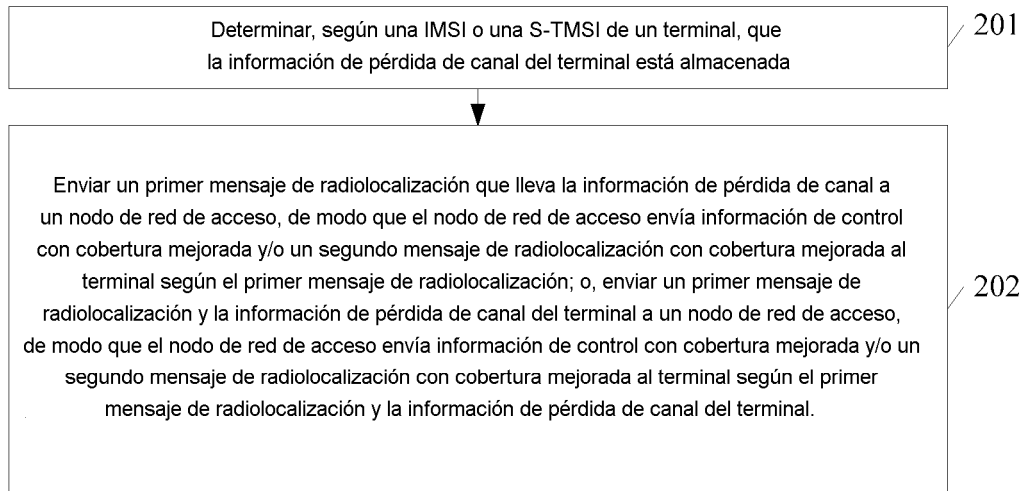 Determinar, según una IMSI o una S-TMSI de un terminal, que
la información de pérdida de canal del terminal está almacenada
201
Enviar un primer mensaje de radiolocalización que lleva la información de pérdida de canal a
un nodo de red de acceso, de modo que el nodo de red de acceso envía información de control
con cobertura mejorada y/o un segundo mensaje de radiolocalización con cobertura mejorada al
terminal según el primer mensaje de radiolocalización; o, enviar un primer mensaje de
radiolocalización y la información de pérdida de canal del terminal a un nodo de red de acceso,
de modo que el nodo de red de acceso envía información de control con cobertura mejorada y/o un
segundo mensaje de radiolocalización con cobertura mejorada al terminal según el primer
mensaje de radiolocalización y la información de pérdida de canal del terminal.
202